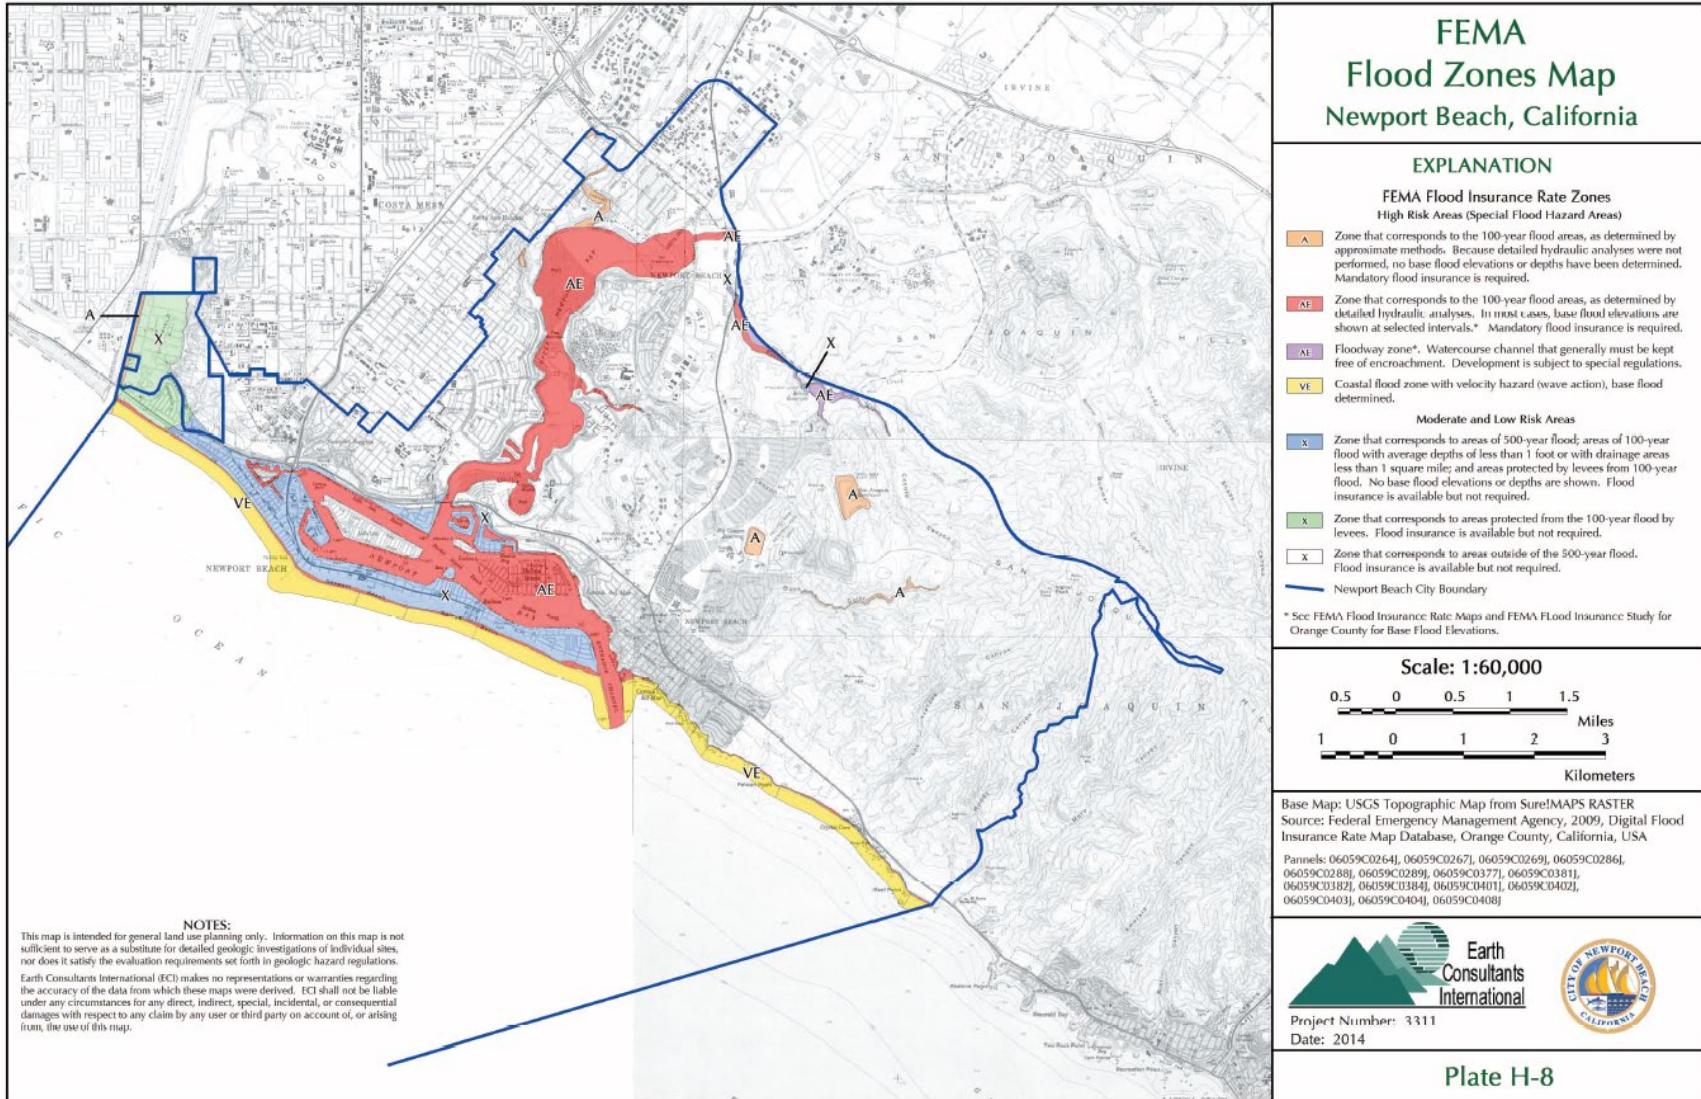 FEMA
Flood Zones Map
Newport Beach, California
EXPLANATION
FEMA Flood Insurance Rate Zones
High Risk Areas (Special Flood Hazard Areas)
A Zone that corresponds to the 100-year flood areas, as determined by
approximate methods. Because detailed hydraulic analyses were not
performed, no base flood elevations or depths have been determined.
Mandatory flood insurance is required.
AE Zone that corresponds to the 100-year flood areas, as determined by
detailed hydraulic analyses. In most cases, base flood elevations are
shown at selected intervals.* Mandatory flood insurance is required.
AE Floodway zone*. Watercourse channel that generally must be kept
free of encroachment. Development is subject to special regulations.
VE Coastal flood zone with velocity hazard (wave action), base flood
determined.
Moderate and Low Risk Areas
X Zone that corresponds to areas of 500-year flood; areas of 100-year
flood with average depths of less than 1 foot or with drainage areas
less than 1 square mile; and areas protected by levees from 100-year
flood. No base flood elevations or depths are shown. Flood
insurance is available but not required.
X Zone that corresponds to areas protected from the 100-year flood by
levees. Flood insurance is available but not required.
X Zone that corresponds to areas outside of the 500-year flood.
Flood insurance is available but not required.
Newport Beach City Boundary
* See FEMA Flood Insurance Rate Maps and FEMA FLood Insurance Study for
Orange County for Base Flood Elevations.
Scale: 1:60,000
0.5 0 0.5 1 1.5
Miles
1 0 1 2 3
Kilometers
Base Map: USGS Topographic Map from Sure!MAPS RASTER
Source: Federal Emergency Management Agency, 2009, Digital Flood
Insurance Rate Map Database, Orange County, California, USA
Pannels: 06059C0264J, 06059C0267J, 06059C0269J, 06059C0286J,
06059C0288J, 06059C0289J, 06059C0377J, 06059C0381J,
06059C0382J, 06059C0384J, 06059C0401J, 06059C0402J,
06059C0403J, 06059C0404J, 06059C0408J
Earth
Consultants
International
CITY OF NEWPORT BEACH
CALIFORNIA
Project Number: 3311
Date: 2014
Plate H-8
IRVINE
SAN JOAQUIN
COSTA MESA
A
AE
NEWPORT BEACH
X
AE
A
X
AE
X
AE
HILLS
A
A
A
IRVINE
VE
X
NEWPORT BEACH
X
AE
NEWPORT BEACH
OCEAN
SAN JOAQUIN
VE
NOTES:
This map is intended for general land use planning only. Information on this map is not
sufficient to serve as a substitute for detailed geologic investigations of individual sites,
nor does it satisfy the evaluation requirements set forth in geologic hazard regulations.
Earth Consultants International (ECI) makes no representations or warranties regarding
the accuracy of the data from which these maps were derived. ECI shall not be liable
under any circumstances for any direct, indirect, special, incidental, or consequential
damages with respect to any claim by any user or third party on account of, or arising
from, the use of this map.